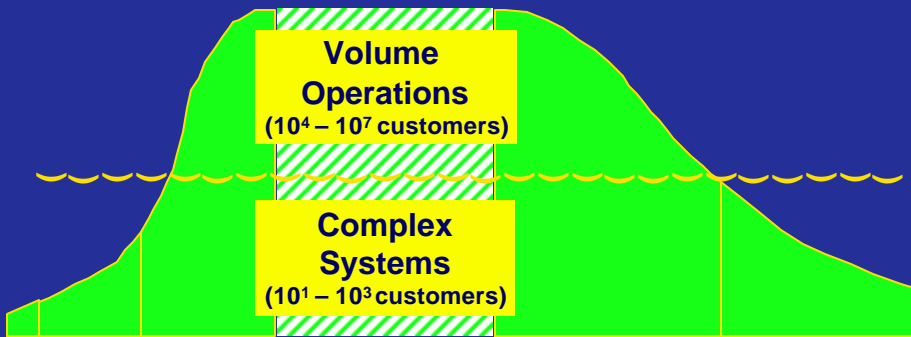 Volume
Operations
(10⁴ – 10⁷ customers)
Complex
Systems
(10¹ – 10³ customers)